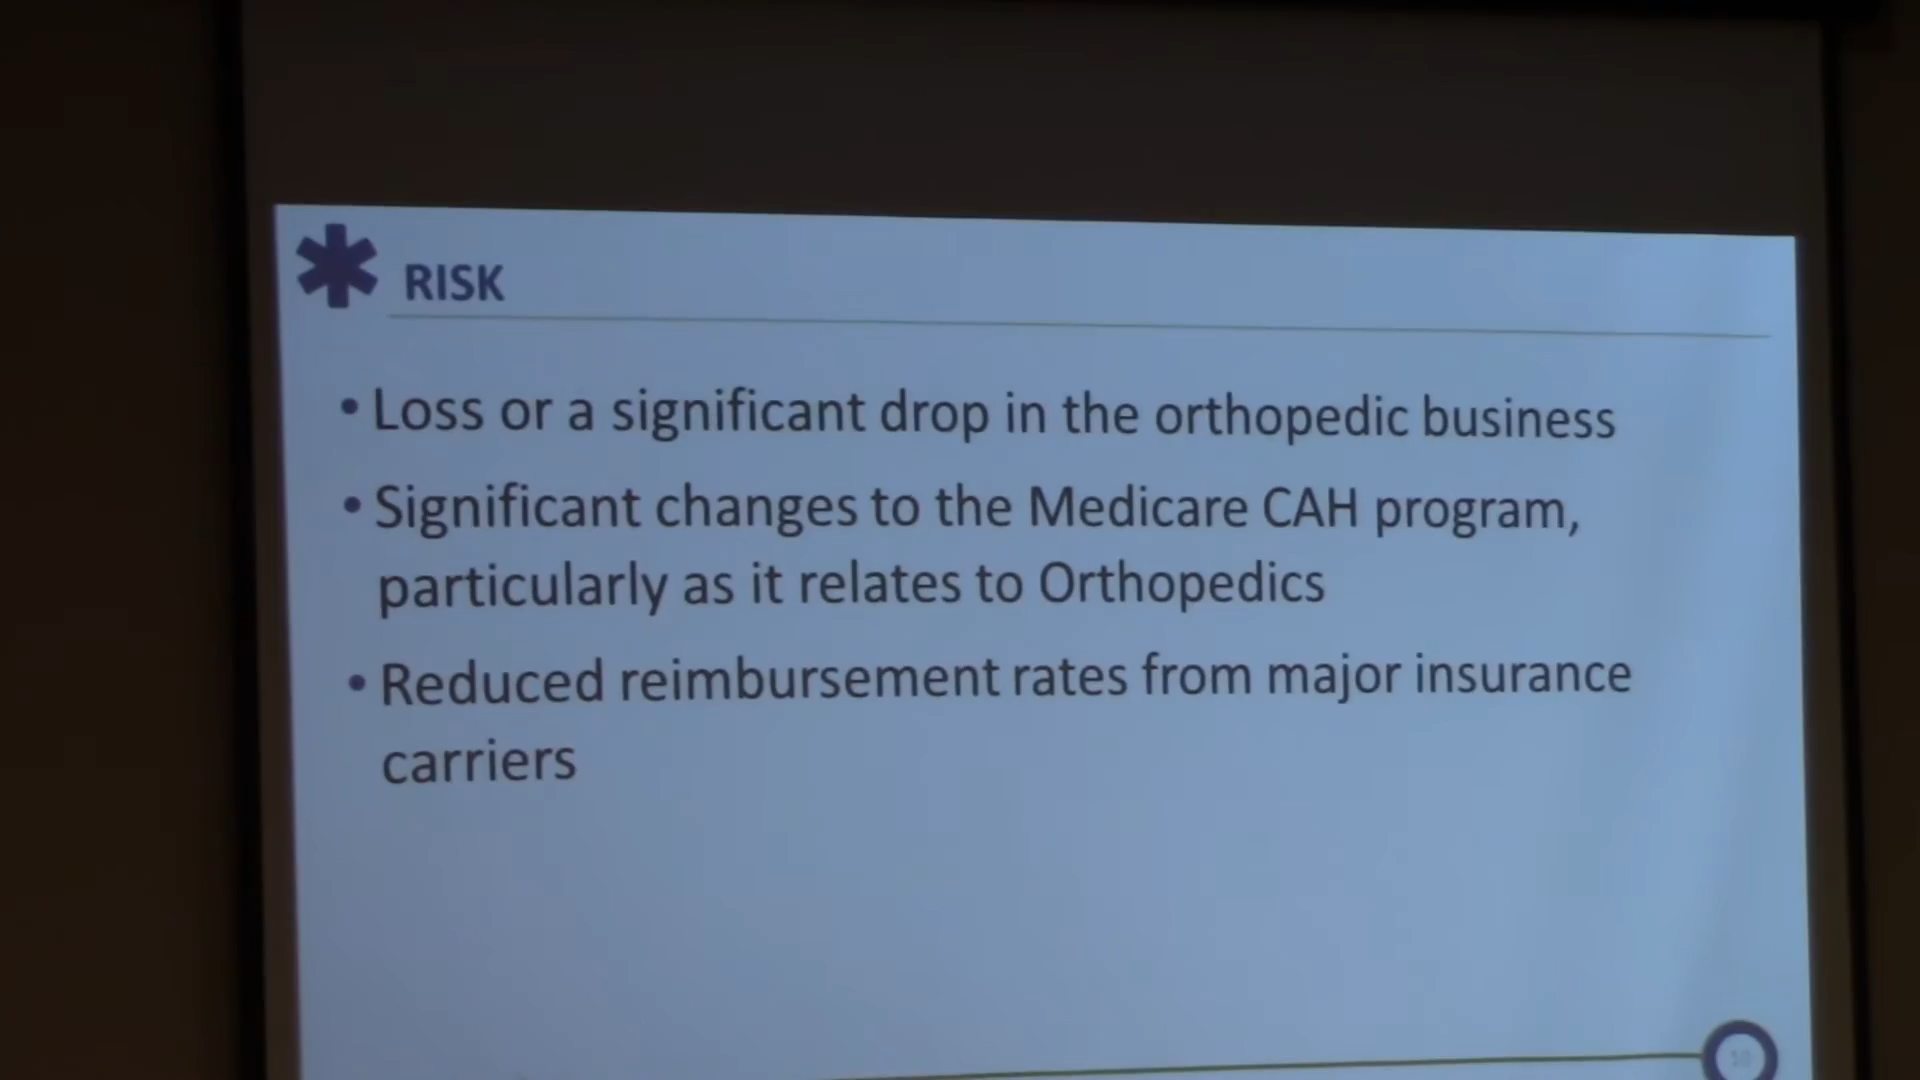 RISK
• Loss or a significant drop in the orthopedic business
• Significant changes to the Medicare CAH program,
particularly as it relates to Orthopedics
• Reduced reimbursement rates from major insurance
carriers